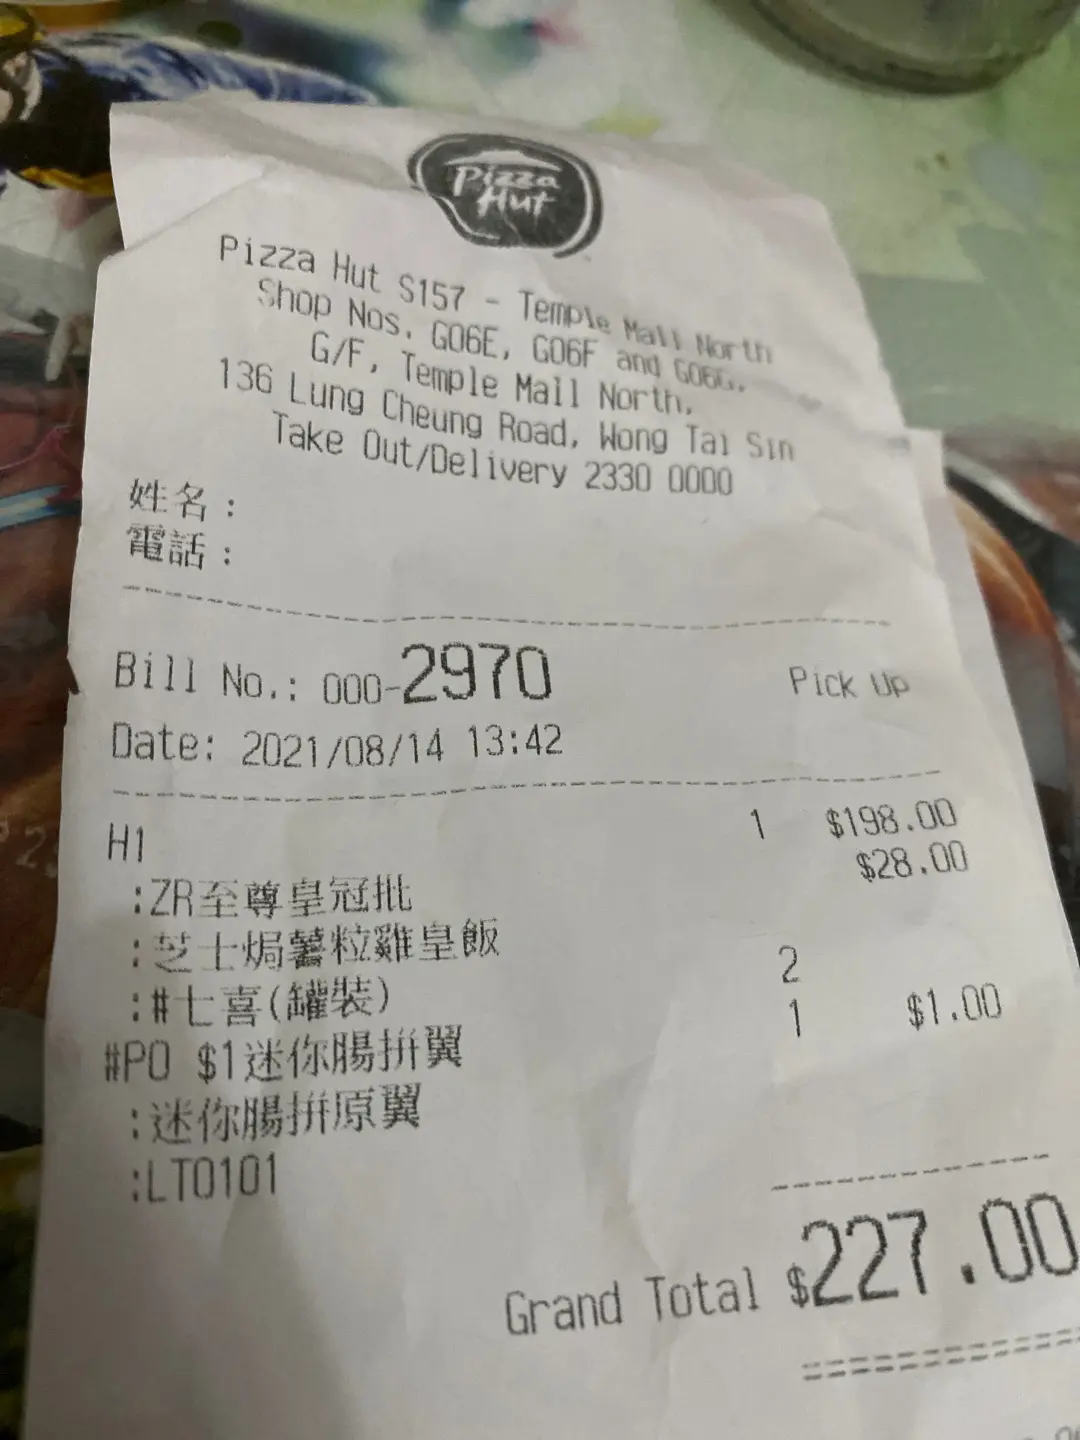 Pizza
Hut
Pizza Hut S157 - Temple Mall North
Shop Nos. G06E, G06F and G06G,
G/F, Temple Mall North,
136 Lung Cheung Road, Wong Tai Sin
Take Out/Delivery 2330 0000
姓名：
電話：
Bill No.: 000-2970 Pick Up
Date: 2021/08/14 13:42
H1 1 $198.00
:ZR至尊皇冠批 $28.00
:芝士焗薯粒雞皇飯
:#七喜(罐裝) 2
#PO $1迷你腸拼翼 1 $1.00
:迷你腸拼原翼
:LT0101
Grand Total $227.00